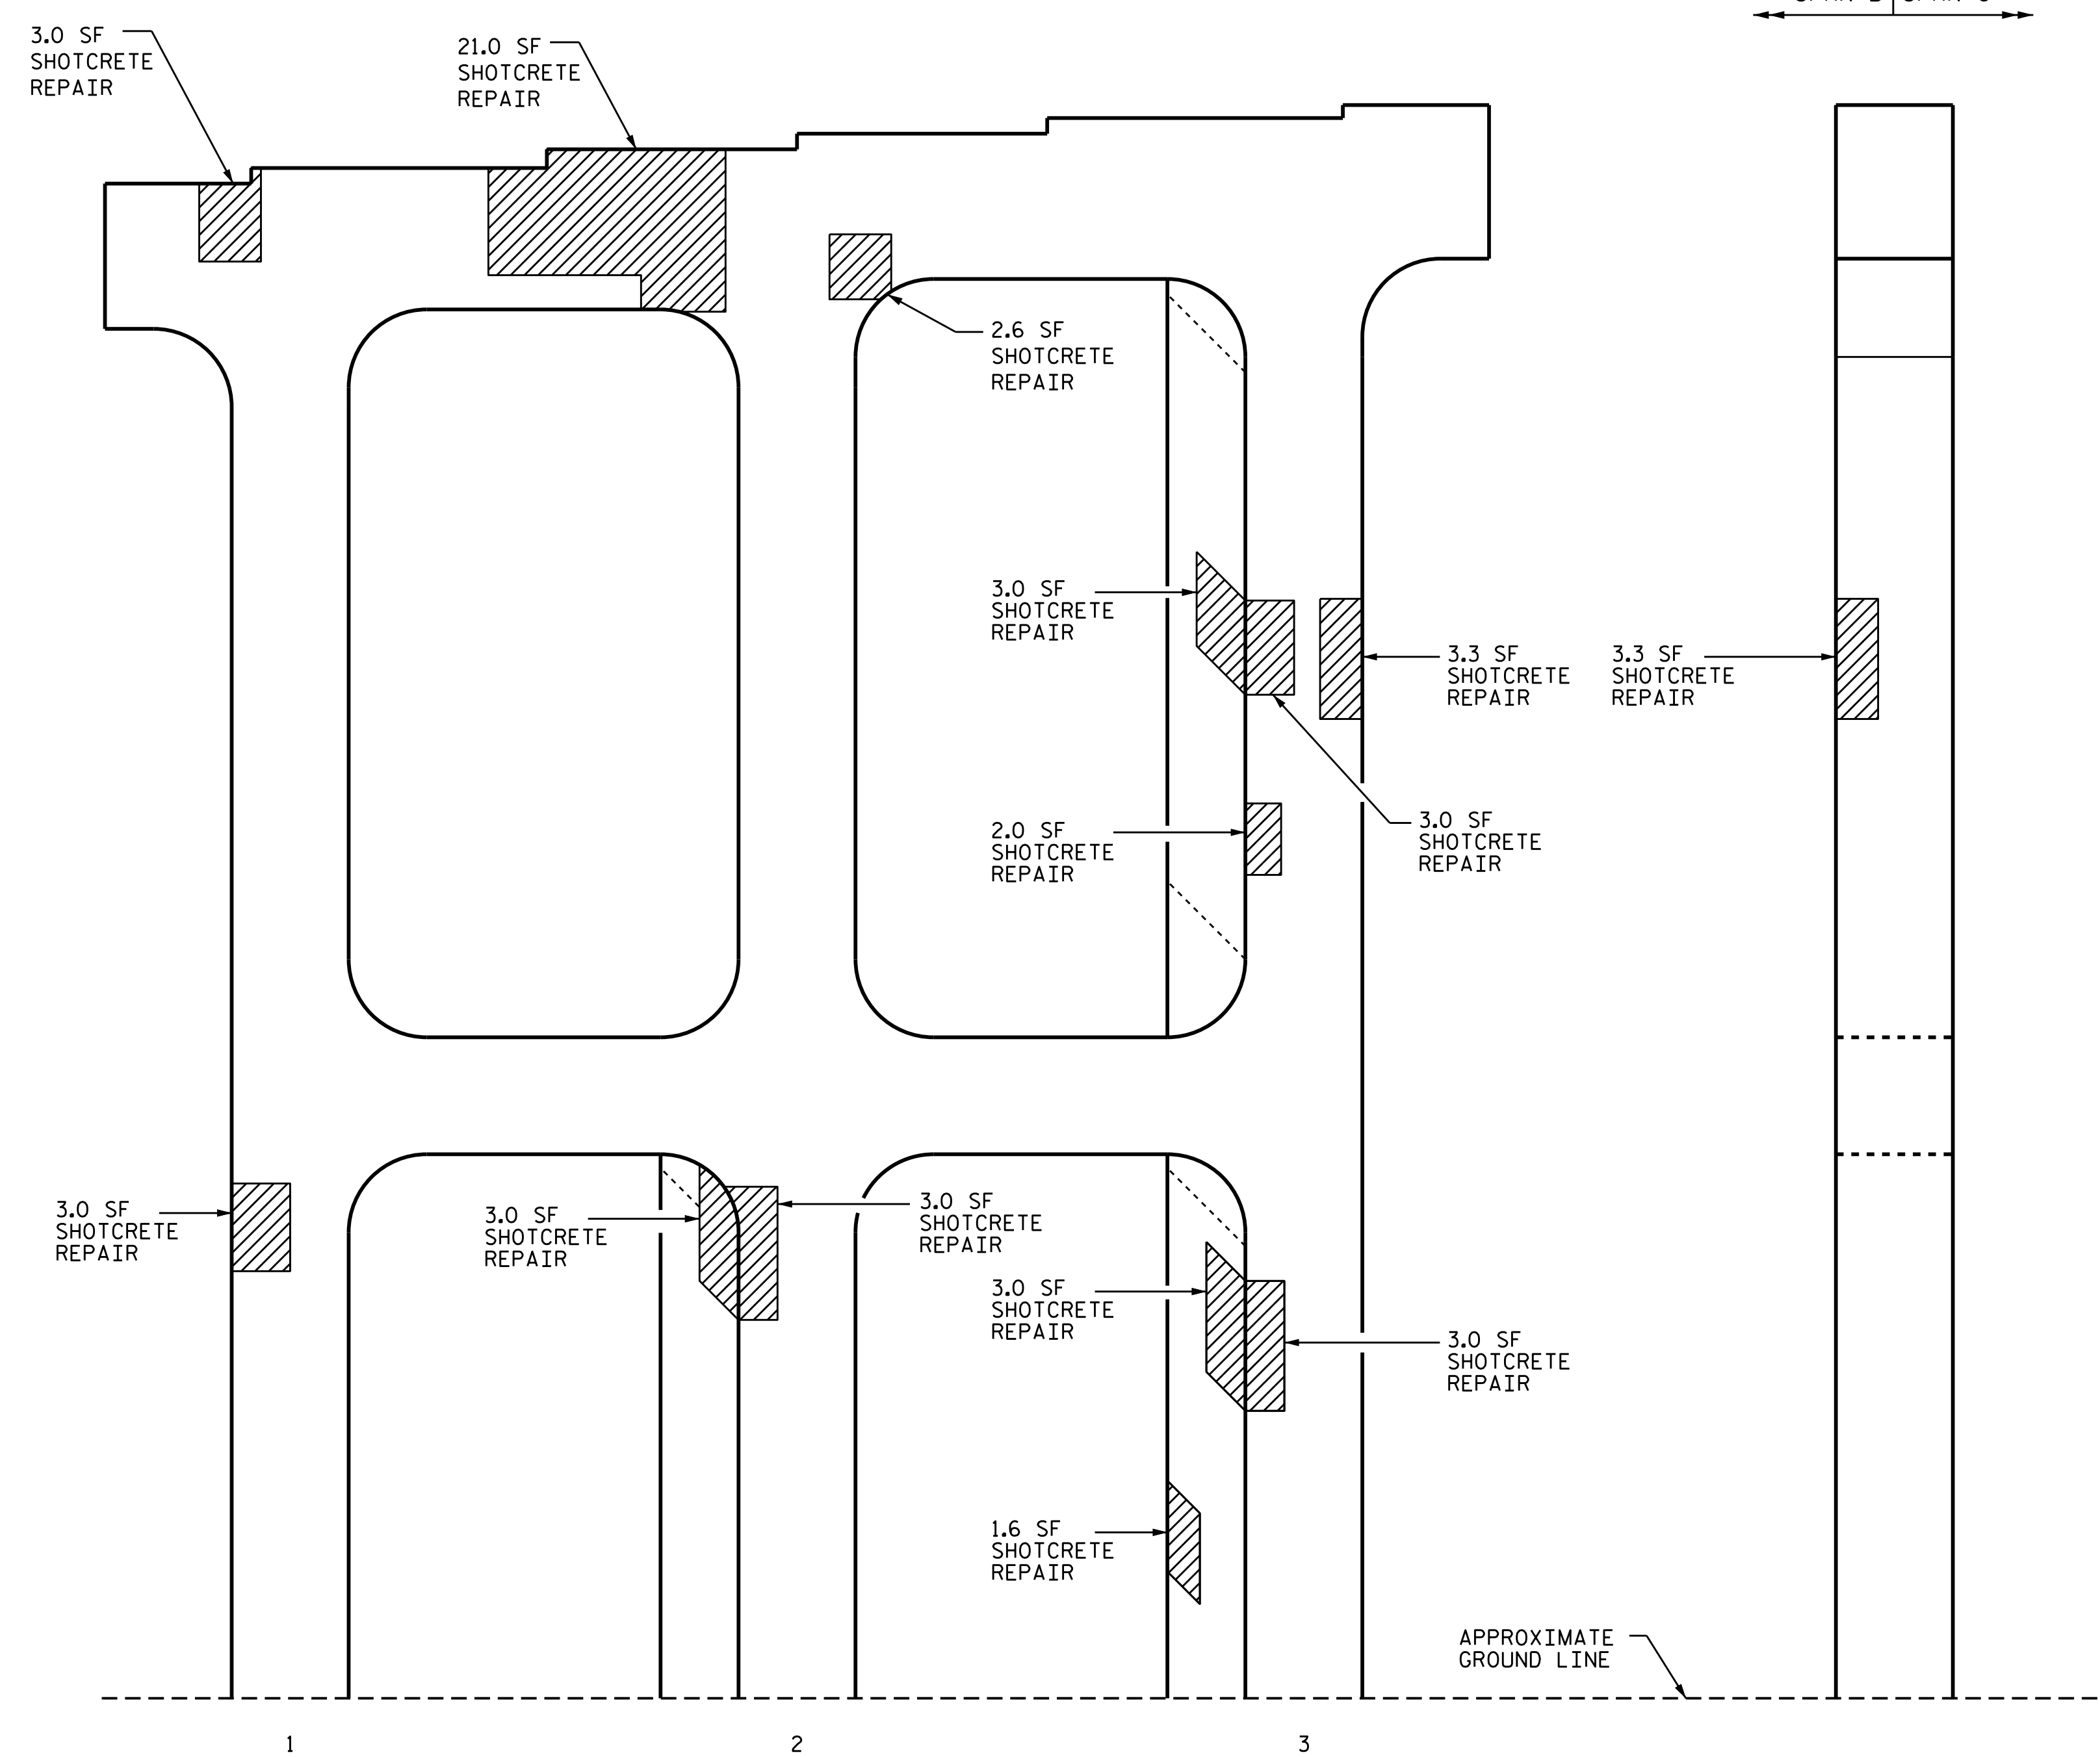 3.0 SF
SHOTCRETE
REPAIR
21.0 SF
SHOTCRETE
REPAIR
2.6 SF
SHOTCRETE
REPAIR
3.0 SF
SHOTCRETE
REPAIR
3.3 SF
SHOTCRETE
REPAIR
3.3 SF
SHOTCRETE
REPAIR
2.0 SF
SHOTCRETE
REPAIR
3.0 SF
SHOTCRETE
REPAIR
3.0 SF
SHOTCRETE
REPAIR
3.0 SF
SHOTCRETE
REPAIR
3.0 SF
SHOTCRETE
REPAIR
3.0 SF
SHOTCRETE
REPAIR
3.0 SF
SHOTCRETE
REPAIR
1.6 SF
SHOTCRETE
REPAIR
APPROXIMATE
GROUND LINE
1
2
3